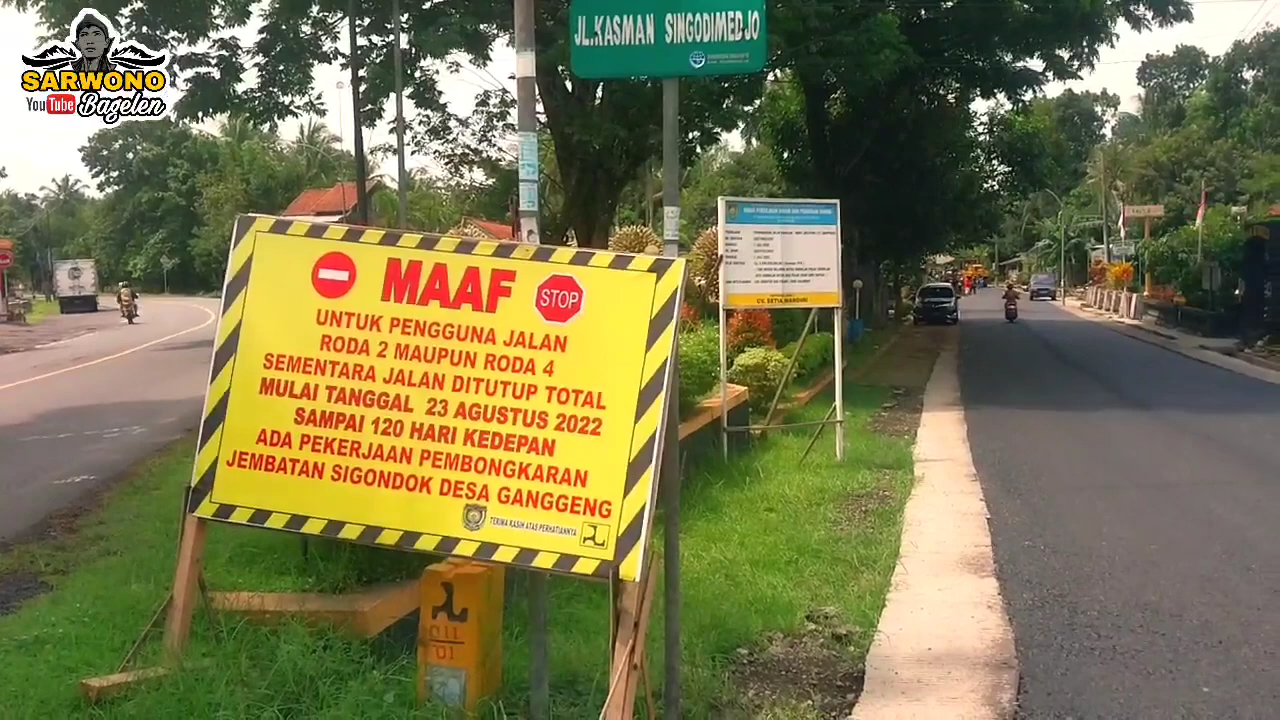 SARWONO
YouTube Bagelen
JL.KASMAN SINGODIMEDJO
MAAF
STOP
UNTUK PENGGUNA JALAN
RODA 2 MAUPUN RODA 4
SEMENTARA JALAN DITUTUP TOTAL
MULAI TANGGAL 23 AGUSTUS 2022
SAMPAI 120 HARI KEDEPAN
ADA PEKERJAAN PEMBONGKARAN
JEMBATAN SIGONDOK DESA GANGGENG
TERIMA KASIH ATAS PERHATIANNYA
CV. SETIA MANDIRI